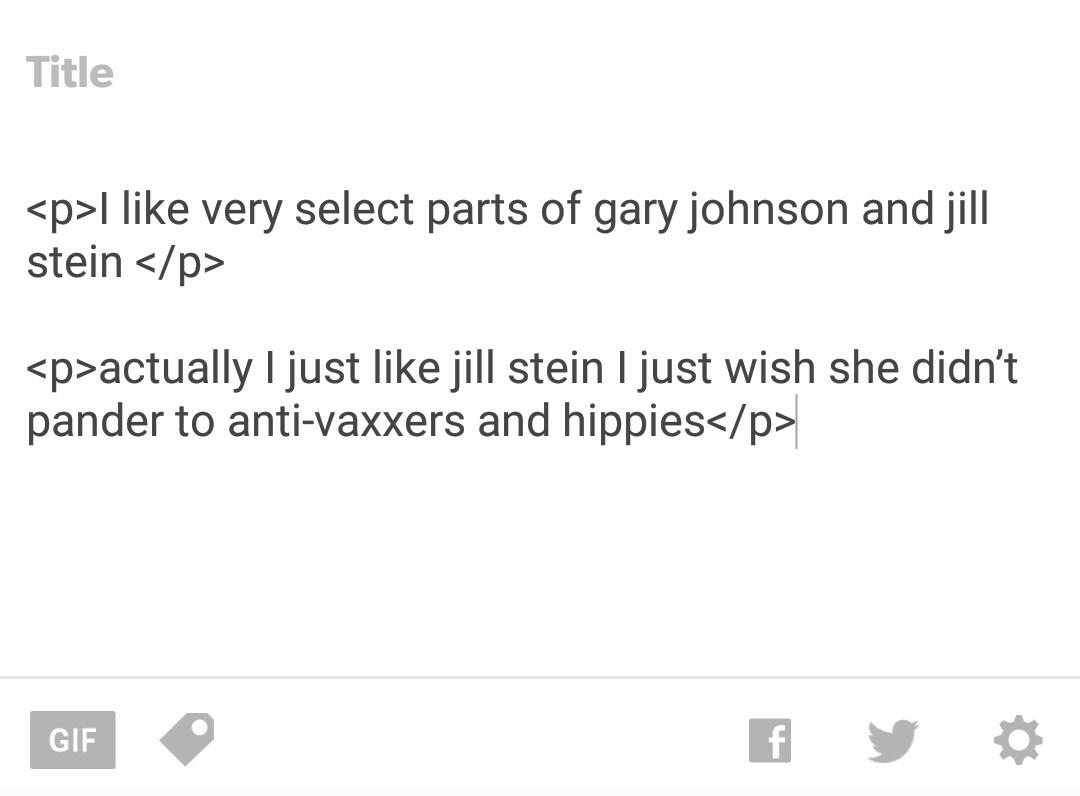 Title
<p>I like very select parts of gary johnson and jill
stein </p>
<p>actually I just like jill stein I just wish she didn’t
pander to anti-vaxxers and hippies</p>
GIF